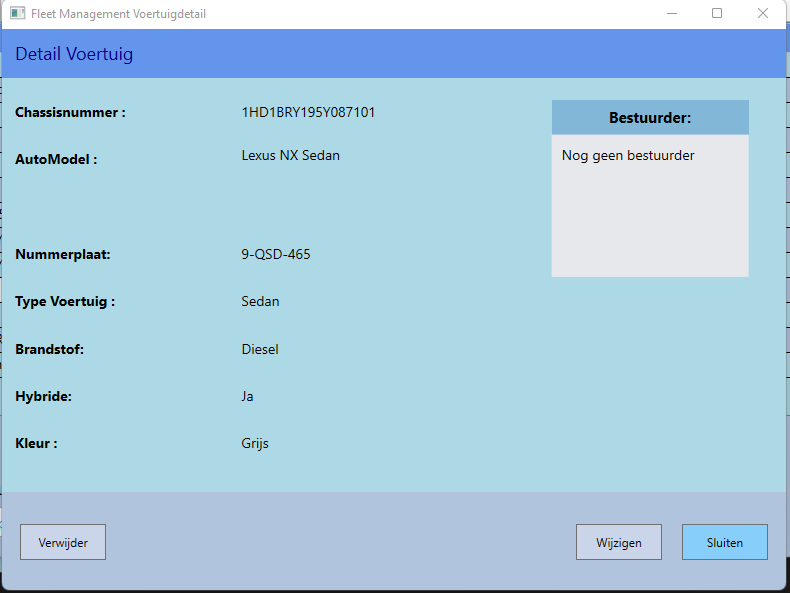 Fleet Management Voertuigdetail
Detail Voertuig
Chassisnummer : 1HD1BRY195Y087101
AutoModel : Lexus NX Sedan
Nummerplaat: 9-QSD-465
Type Voertuig : Sedan
Brandstof: Diesel
Hybride: Ja
Kleur : Grijs
Bestuurder:
Nog geen bestuurder
Verwijder
Wijzigen
Sluiten